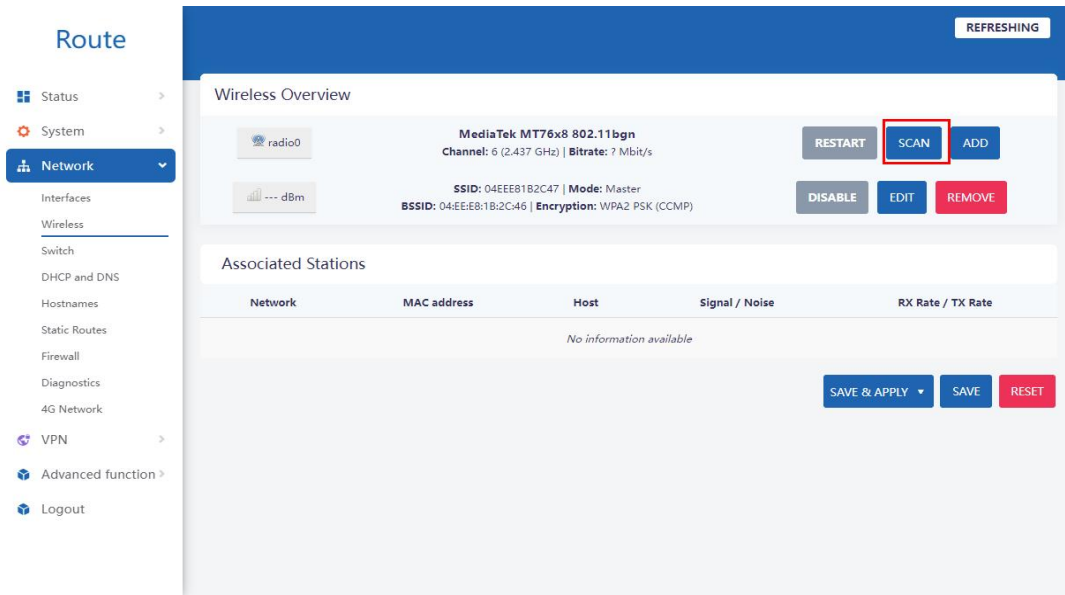 Route
REFRESHING
Status
System
Network
Interfaces
Wireless
Switch
DHCP and DNS
Hostnames
Static Routes
Firewall
Diagnostics
4G Network
VPN
Advanced function
Logout
Wireless Overview
radio0
MediaTek MT76x8 802.11bgn
Channel: 6 (2.437 GHz) | Bitrate: ? Mbit/s
RESTART SCAN ADD
--- dBm
SSID: 04EEE81B2C47 | Mode: Master
BSSID: 04:EE:E8:1B:2C:46 | Encryption: WPA2 PSK (CCMP)
DISABLE EDIT REMOVE
Associated Stations
Network MAC address Host Signal / Noise RX Rate / TX Rate
No information available
SAVE & APPLY SAVE RESET